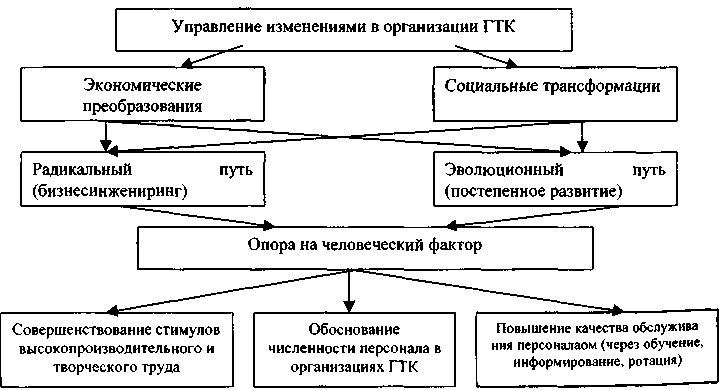 Управление изменениями в организации ГТК
Экономические
преобразования
Социальные трансформации
Радикальный путь
(бизнесинжениринг)
Эволюционный путь
(постепенное развитие)
Опора на человеческий фактор
Совершенствование стимулов
высокопроизводительного и
творческого труда
Обоснование
численности персонала в
организациях ГТК
Повышение качества обслужива
ния персоналаом (через обучение,
информирование, ротация)